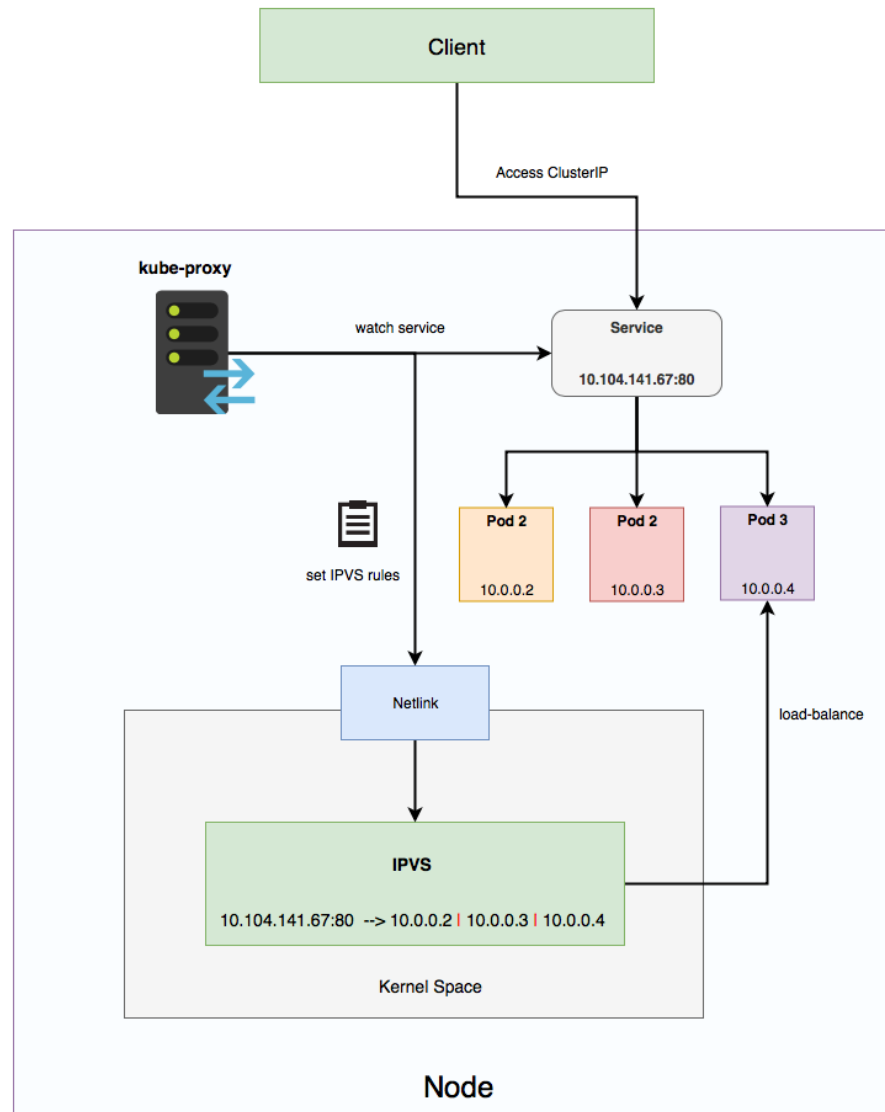 Client
Access ClusterIP
kube-proxy
watch service
Service
10.104.141.67:80
Pod 2
10.0.0.2
Pod 2
10.0.0.3
Pod 3
10.0.0.4
set IPVS rules
Netlink
load-balance
IPVS
10.104.141.67:80 --> 10.0.0.2 | 10.0.0.3 | 10.0.0.4
Kernel Space
Node